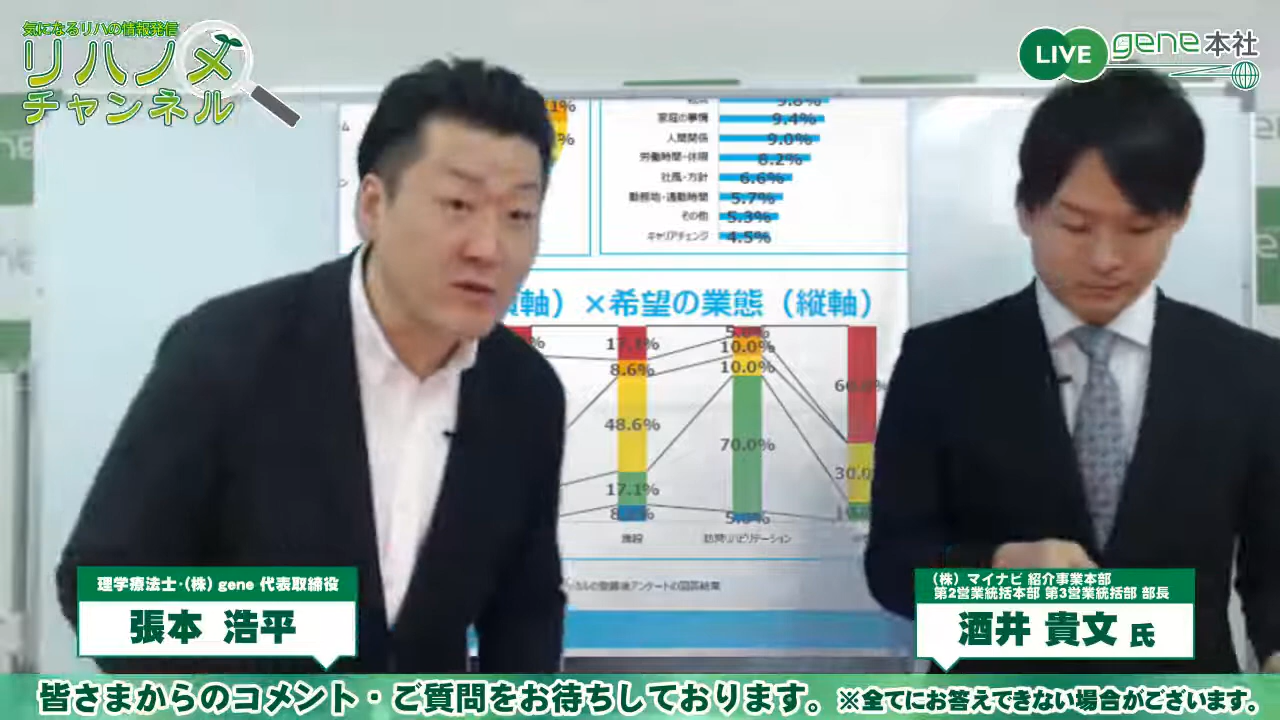 気になるリハの情報発信
リハノメ
チャンネル
LIVE
gene本社
9.8%
家庭の事情 9.4%
人間関係 9.0%
労働時間・休暇 8.2%
社風・方針 6.6%
勤務地・通勤時間 5.7%
その他 5.3%
キャリアチェンジ 4.5%
軸）×希望の業態（縦軸）
17.1%
8.6%
48.6%
17.1%
10.0%
10.0%
70.0%
5.0%
30.0
施設
訪問リハビリテーション
理学療法士・(株) gene 代表取締役
張本 浩平
（株）マイナビ 紹介事業本部
第2営業統括本部 第3営業統括部 部長
酒井 貴文 氏
皆さまからのコメント・ご質問をお待ちしております。※全てにお答えできない場合がございます。